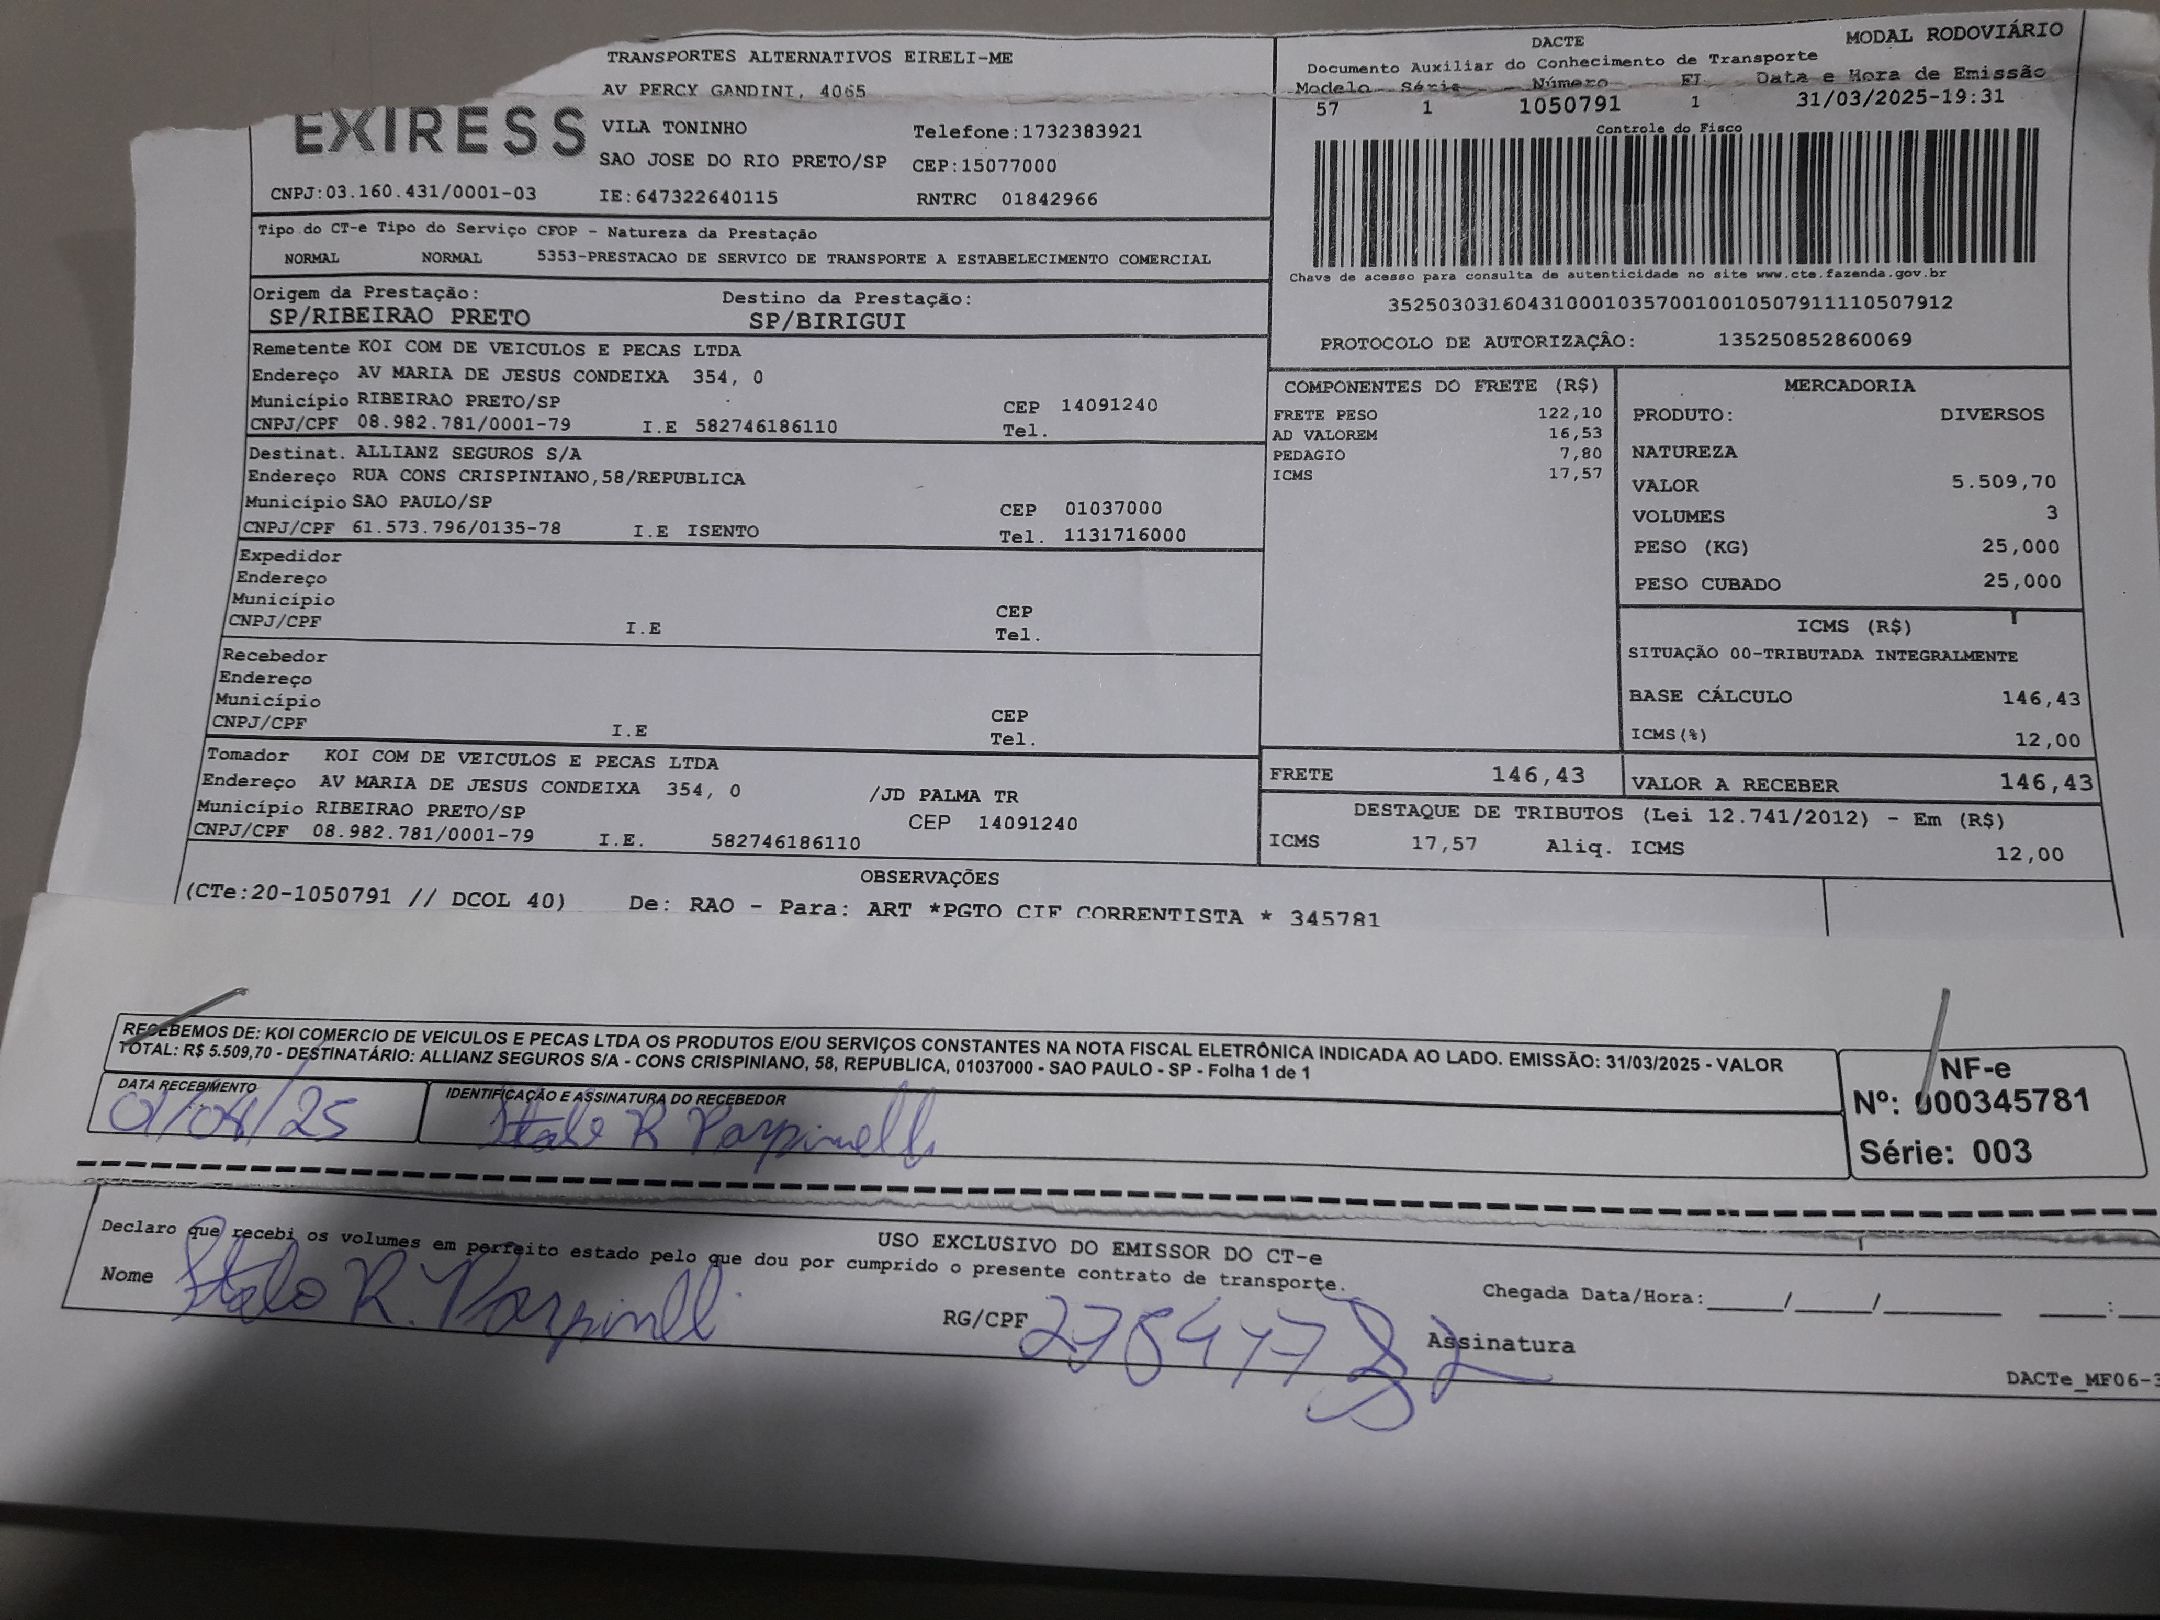 TRANSPORTES ALTERNATIVOS EIRELI-ME
AV PERCY GANDINI, 4065
EXIRESS
VILA TONINHO Telefone:1732383921
SAO JOSE DO RIO PRETO/SP CEP:15077000
CNPJ:03.160.431/0001-03 IE:647322640115 RNTRC 01842966
DACTE MODAL RODOVIÁRIO
Documento Auxiliar do Conhecimento de Transporte
Modelo Série Número Fl Data e Hora de Emissão
57 1 1050791 1 31/03/2025-19:31
Controle do Fisco
Chave de acesso para consulta de autenticidade no site www.cte.fazenda.gov.br
35250303160431000103570010010507911110507912
PROTOCOLO DE AUTORIZAÇÂO: 135250852860069
Tipo do CT-e Tipo do Serviço CFOP - Natureza da Prestação
NORMAL NORMAL 5353-PRESTACAO DE SERVICO DE TRANSPORTE A ESTABELECIMENTO COMERCIAL
Origem da Prestação: Destino da Prestação:
SP/RIBEIRAO PRETO SP/BIRIGUI
Remetente KOI COM DE VEICULOS E PECAS LTDA
Endereço AV MARIA DE JESUS CONDEIXA 354, 0
Município RIBEIRAO PRETO/SP CEP 14091240
CNPJ/CPF 08.982.781/0001-79 I.E 582746186110 Tel.
Destinat. ALLIANZ SEGUROS S/A
Endereço RUA CONS CRISPINIANO,58/REPUBLICA
Município SAO PAULO/SP CEP 01037000
CNPJ/CPF 61.573.796/0135-78 I.E ISENTO Tel. 1131716000
Expedidor
Endereço
Município CEP
CNPJ/CPF I.E Tel.
Recebedor
Endereço
Município CEP
CNPJ/CPF I.E Tel.
Tomador KOI COM DE VEICULOS E PECAS LTDA
Endereço AV MARIA DE JESUS CONDEIXA 354, 0 /JD PALMA TR
Município RIBEIRAO PRETO/SP CEP 14091240
CNPJ/CPF 08.982.781/0001-79 I.E. 582746186110
COMPONENTES DO FRETE (R$)
FRETE PESO 122,10
AD VALOREM 16,53
PEDAGIO 7,80
ICMS 17,57
MERCADORIA
PRODUTO: DIVERSOS
NATUREZA
VALOR 5.509,70
VOLUMES 3
PESO (KG) 25,000
PESO CUBADO 25,000
ICMS (R$)
SITUAÇÃO 00-TRIBUTADA INTEGRALMENTE
BASE CÁLCULO 146,43
ICMS(%) 12,00
FRETE 146,43 VALOR A RECEBER 146,43
DESTAQUE DE TRIBUTOS (Lei 12.741/2012) - Em (R$)
ICMS 17,57 Aliq. ICMS 12,00
OBSERVAÇÕES
(CTe:20-1050791 // DCOL 40) De: RAO - Para: ART *PGTO CIF CORRENTISTA * 345781
RECEBEMOS DE: KOI COMERCIO DE VEICULOS E PECAS LTDA OS PRODUTOS E/OU SERVIÇOS CONSTANTES NA NOTA FISCAL ELETRÔNICA INDICADA AO LADO. EMISSÃO: 31/03/2025 - VALOR
TOTAL: R$ 5.509,70 - DESTINATÁRIO: ALLIANZ SEGUROS S/A - CONS CRISPINIANO, 58, REPUBLICA, 01037000 - SAO PAULO - SP - Folha 1 de 1
DATA RECEBIMENTO IDENTIFICAÇÃO E ASSINATURA DO RECEBEDOR
01/04/25 Italo R Parpinelli
NF-e
Nº: 000345781
Série: 003
USO EXCLUSIVO DO EMISSOR DO CT-e
Declaro que recebi os volumes em perfeito estado pelo que dou por cumprido o presente contrato de transporte.
Nome Italo R. Parpinelli RG/CPF Assinatura
Chegada Data/Hora:_____/_____/_________ ____:
DACTe_MF06-3